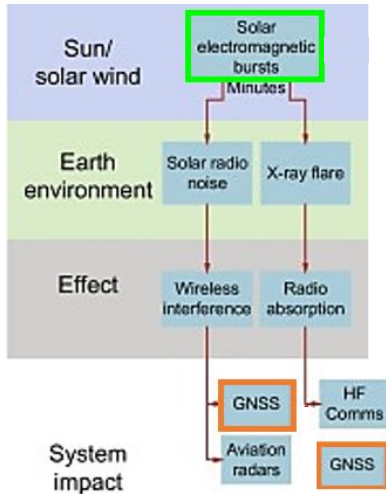 Sun/
solar wind
Solar
electromagnetic
bursts
Minutes
Earth
environment
Solar radio
noise
X-ray flare
Effect
Wireless
interference
Radio
absorption
System
impact
GNSS
Aviation
radars
HF
Comms
GNSS